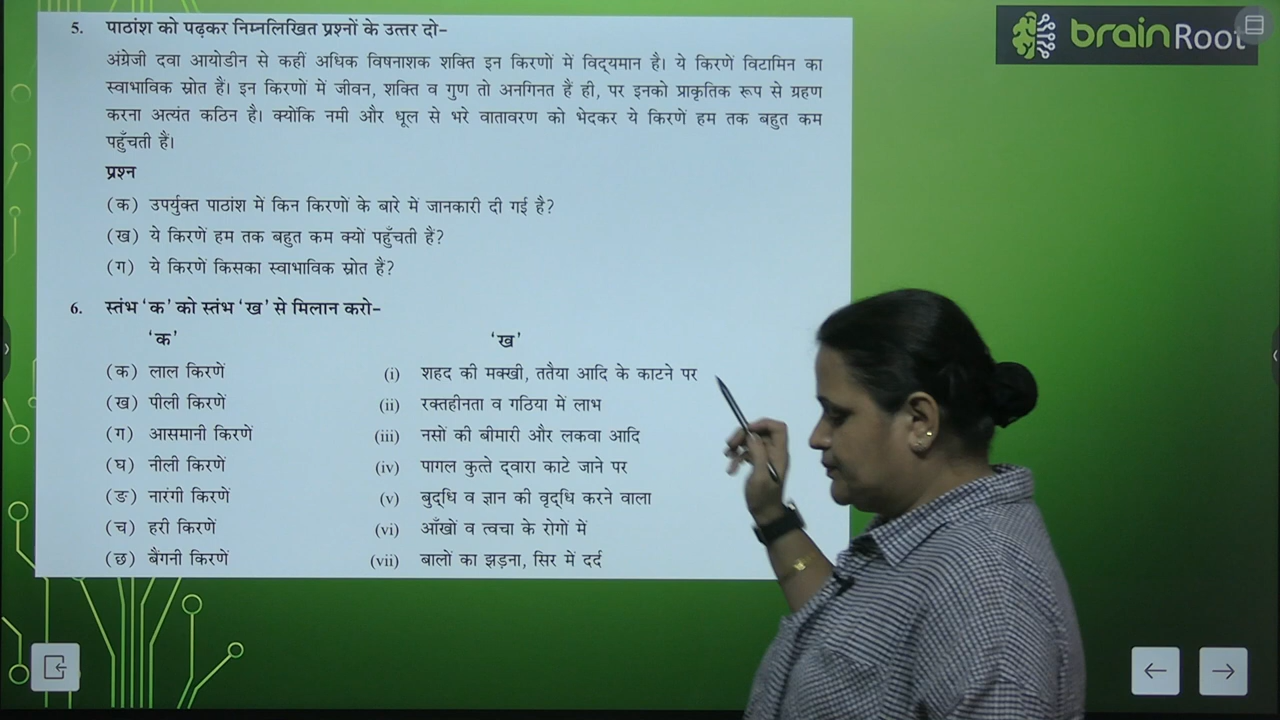 brainRoot
5. पाठांश को पढ़कर निम्नलिखित प्रश्नों के उत्तर दो-
अंग्रेजी दवा आयोडीन से कहीं अधिक विषनाशक शक्ति इन किरणों में विद्यमान है। ये किरणें विटामिन का
स्वाभाविक स्रोत हैं। इन किरणों में जीवन, शक्ति व गुण तो अनगिनत हैं ही, पर इनको प्राकृतिक रूप से ग्रहण
करना अत्यंत कठिन है। क्योंकि नमी और धूल से भरे वातावरण को भेदकर ये किरणें हम तक बहुत कम
पहुँचती हैं।
प्रश्न
(क) उपर्युक्त पाठांश में किन किरणों के बारे में जानकारी दी गई है?
(ख) ये किरणें हम तक बहुत कम क्यों पहुँचती हैं?
(ग) ये किरणें किसका स्वाभाविक स्रोत हैं?
6. स्तंभ 'क' को स्तंभ 'ख' से मिलान करो-
'क' 'ख'
(क) लाल किरणें (i) शहद की मक्खी, ततैया आदि के काटने पर
(ख) पीली किरणें (ii) रक्तहीनता व गठिया में लाभ
(ग) आसमानी किरणें (iii) नसों की बीमारी और लकवा आदि
(घ) नीली किरणें (iv) पागल कुत्ते द्वारा काटे जाने पर
(ङ) नारंगी किरणें (v) बुद्धि व ज्ञान की वृद्धि करने वाला
(च) हरी किरणें (vi) आँखों व त्वचा के रोगों में
(छ) बैंगनी किरणें (vii) बालों का झड़ना, सिर में दर्द